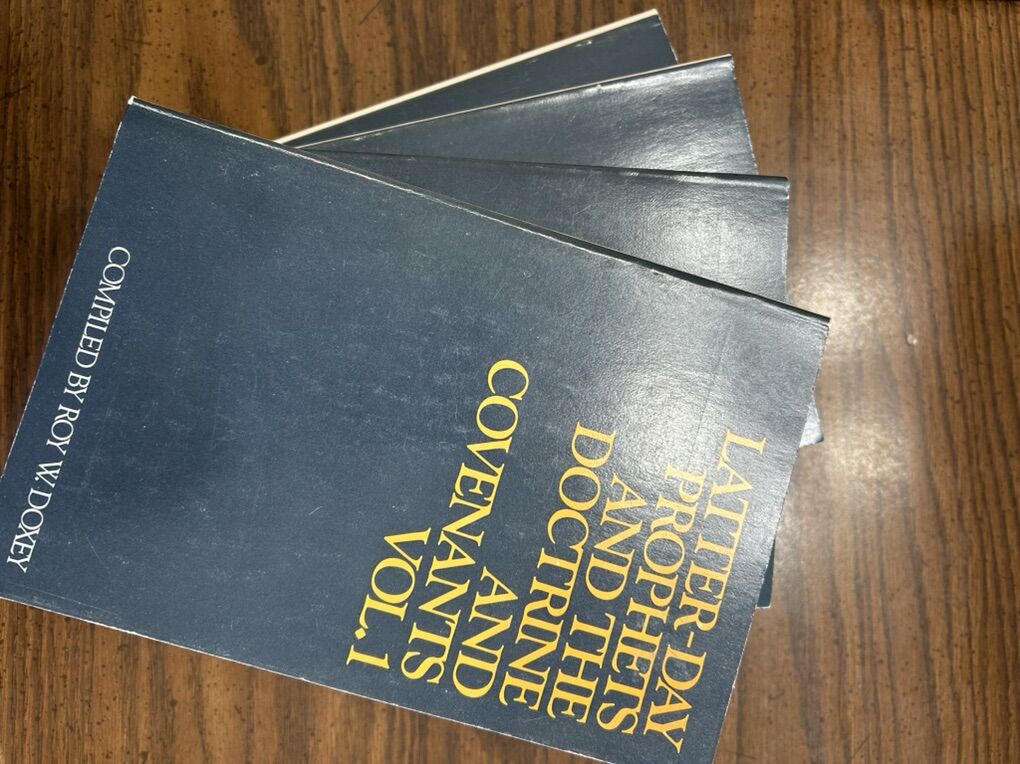 LATTER-DAY
PROPHETS
AND THE
DOCTRINE
AND
COVENANTS
VOL. 1
COMPILED BY ROY W. DOXEY